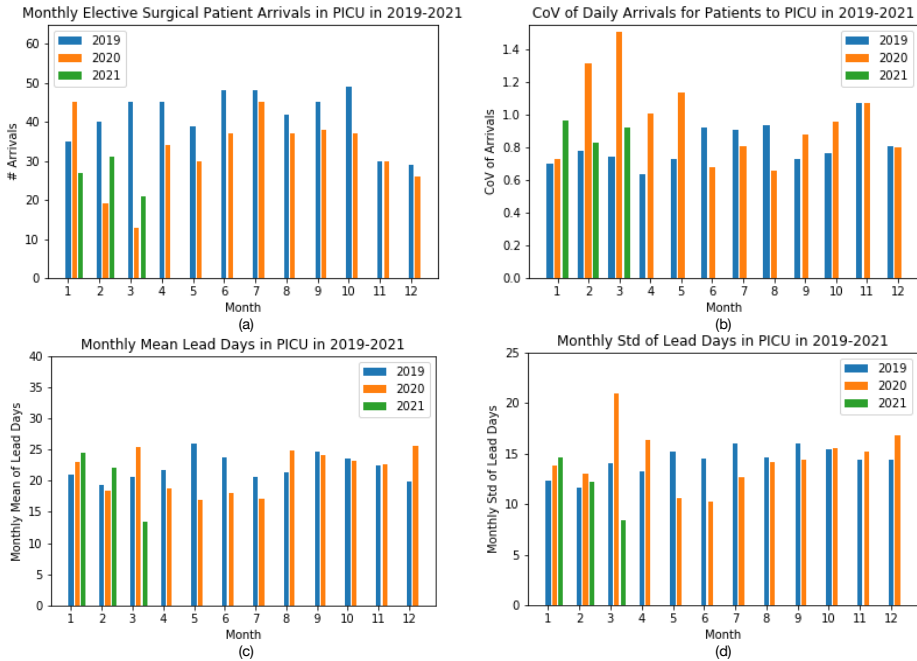 Monthly Elective Surgical Patient Arrivals in PICU in 2019-2021
# Arrivals
60
50
40
30
20
10
0
2019
2020
2021
1 2 3 4 5 6 7 8 9 10 11 12
Month
(a)
CoV of Daily Arrivals for Patients to PICU in 2019-2021
CoV of Arrivals
1.4
1.2
1.0
0.8
0.6
0.4
0.2
0.0
2019
2020
2021
1 2 3 4 5 6 7 8 9 10 11 12
Month
(b)
Monthly Mean Lead Days in PICU in 2019-2021
Monthly Mean of Lead Days
40
35
30
25
20
15
10
5
0
2019
2020
2021
1 2 3 4 5 6 7 8 9 10 11 12
Month
(c)
Monthly Std of Lead Days in PICU in 2019-2021
Monthly Std of Lead Days
25
20
15
10
5
0
2019
2020
2021
1 2 3 4 5 6 7 8 9 10 11 12
Month
(d)